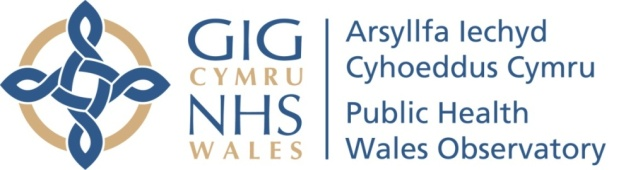 GIG
CYMRU
NHS
WALES
Arsyllfa Iechyd
Cyhoeddus Cymru
Public Health
Wales Observatory